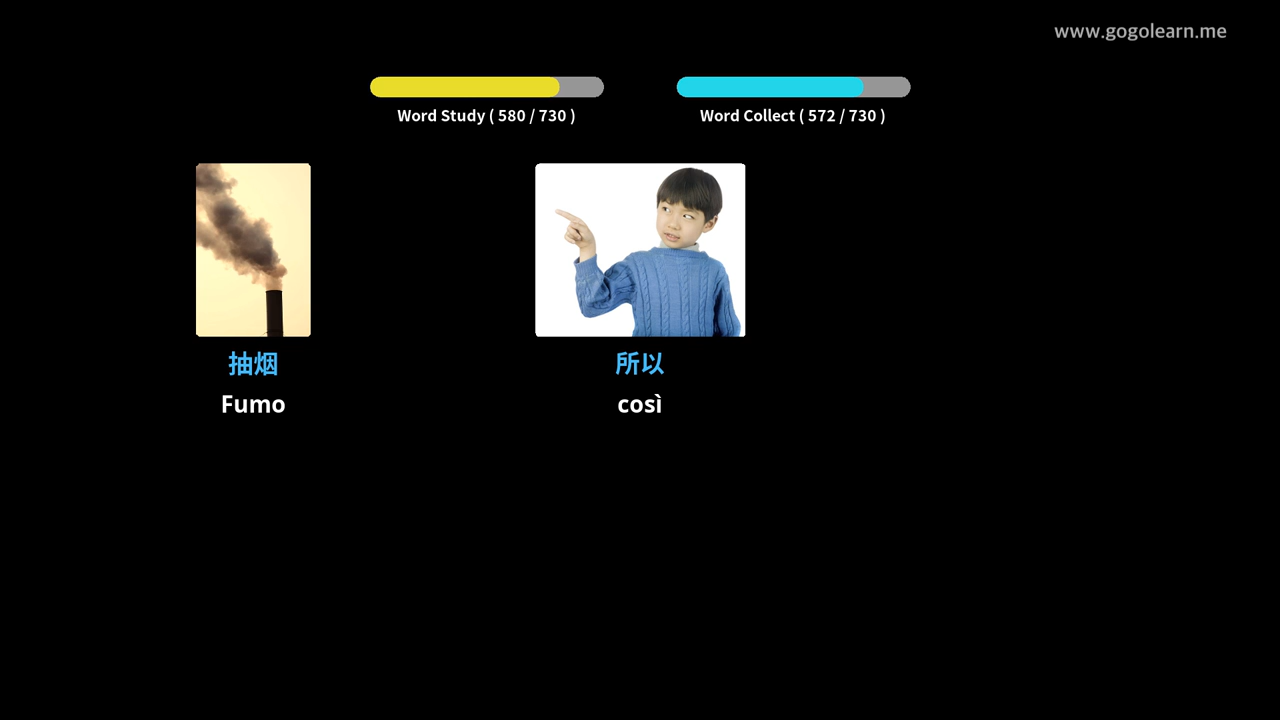 www.gogolearn.me
Word Study ( 580 / 730 )
Word Collect ( 572 / 730 )
抽烟
Fumo
所以
così